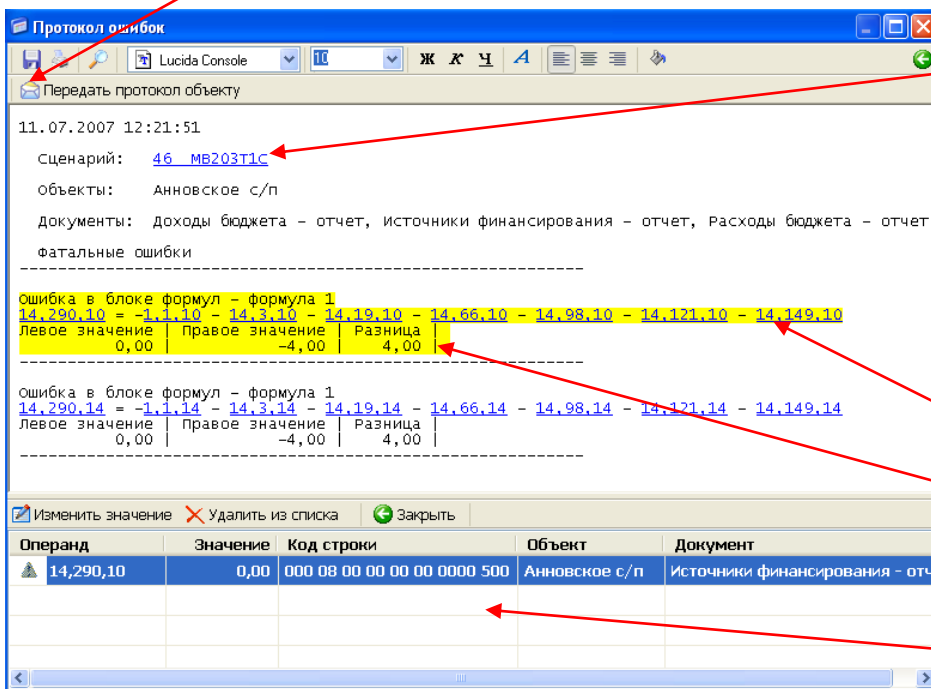 Протокол ошибок
Lucida Console 10 Ж К Ч А
Передать протокол объекту
11.07.2007 12:21:51
Сценарий: 46 МВ203Т1С
Объекты: Анновское с/п
Документы: Доходы бюджета – отчет, Источники финансирования – отчет, Расходы бюджета – отчет
Фатальные ошибки
--------------------------------------------------------------
Ошибка в блоке формул – формула 1
14,290,10 = -1,1,10 - 14,3,10 - 14,19,10 - 14,66,10 - 14,98,10 - 14,121,10 - 14,149,10
Левое значение | Правое значение | Разница |
0,00 | -4,00 | 4,00 |
--------------------------------------------------------------
Ошибка в блоке формул – формула 1
14,290,14 = -1,1,14 - 14,3,14 - 14,19,14 - 14,66,14 - 14,98,14 - 14,121,14 - 14,149,14
Левое значение | Правое значение | Разница |
0,00 | -4,00 | 4,00 |
--------------------------------------------------------------
Изменить значение Удалить из списка Закрыть
Операнд Значение Код строки Объект Документ
14,290,10 0,00 000 08 00 00 00 00 0000 500 Анновское с/п Источники финансирования - отч